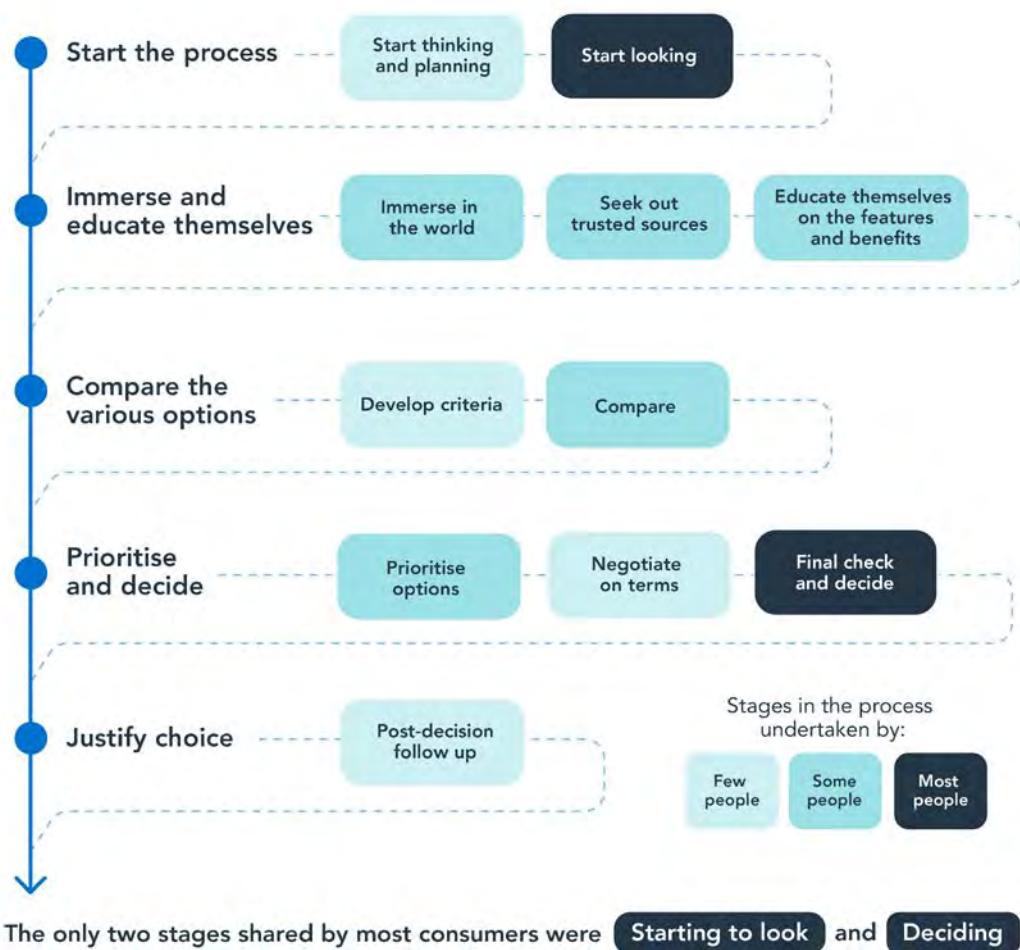 Start the process
Start thinking
and planning
Start looking
Immerse and
educate themselves
Immerse in
the world
Seek out
trusted sources
Educate themselves
on the features
and benefits
Compare the
various options
Develop criteria
Compare
Prioritise
and decide
Prioritise
options
Negotiate
on terms
Final check
and decide
Justify choice
Post-decision
follow up
Stages in the process
undertaken by:
Few
people
Some
people
Most
people
The only two stages shared by most consumers were Starting to look and Deciding